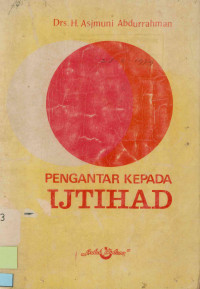 Drs. H. Asjmuni Abdurrahman
PENGANTAR KEPADA
IJTIHAD
3